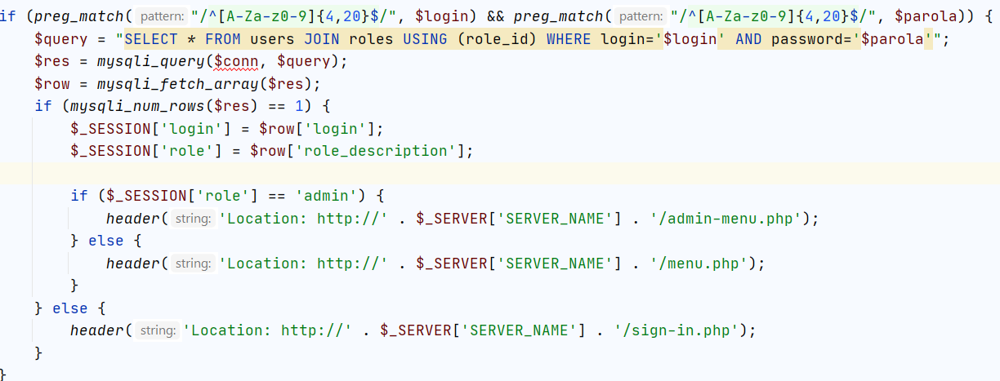 if (preg_match( pattern: "/^[A-Za-z0-9]{4,20}$/", $login) && preg_match( pattern: "/^[A-Za-z0-9]{4,20}$/", $parola)) {
$query = "SELECT * FROM users JOIN roles USING (role_id) WHERE login='$login' AND password='$parola'";
$res = mysqli_query($conn, $query);
$row = mysqli_fetch_array($res);
if (mysqli_num_rows($res) == 1) {
$_SESSION['login'] = $row['login'];
$_SESSION['role'] = $row['role_description'];
if ($_SESSION['role'] == 'admin') {
header( string: 'Location: http://' . $_SERVER['SERVER_NAME'] . '/admin-menu.php');
} else {
header( string: 'Location: http://' . $_SERVER['SERVER_NAME'] . '/menu.php');
}
} else {
header( string: 'Location: http://' . $_SERVER['SERVER_NAME'] . '/sign-in.php');
}
}